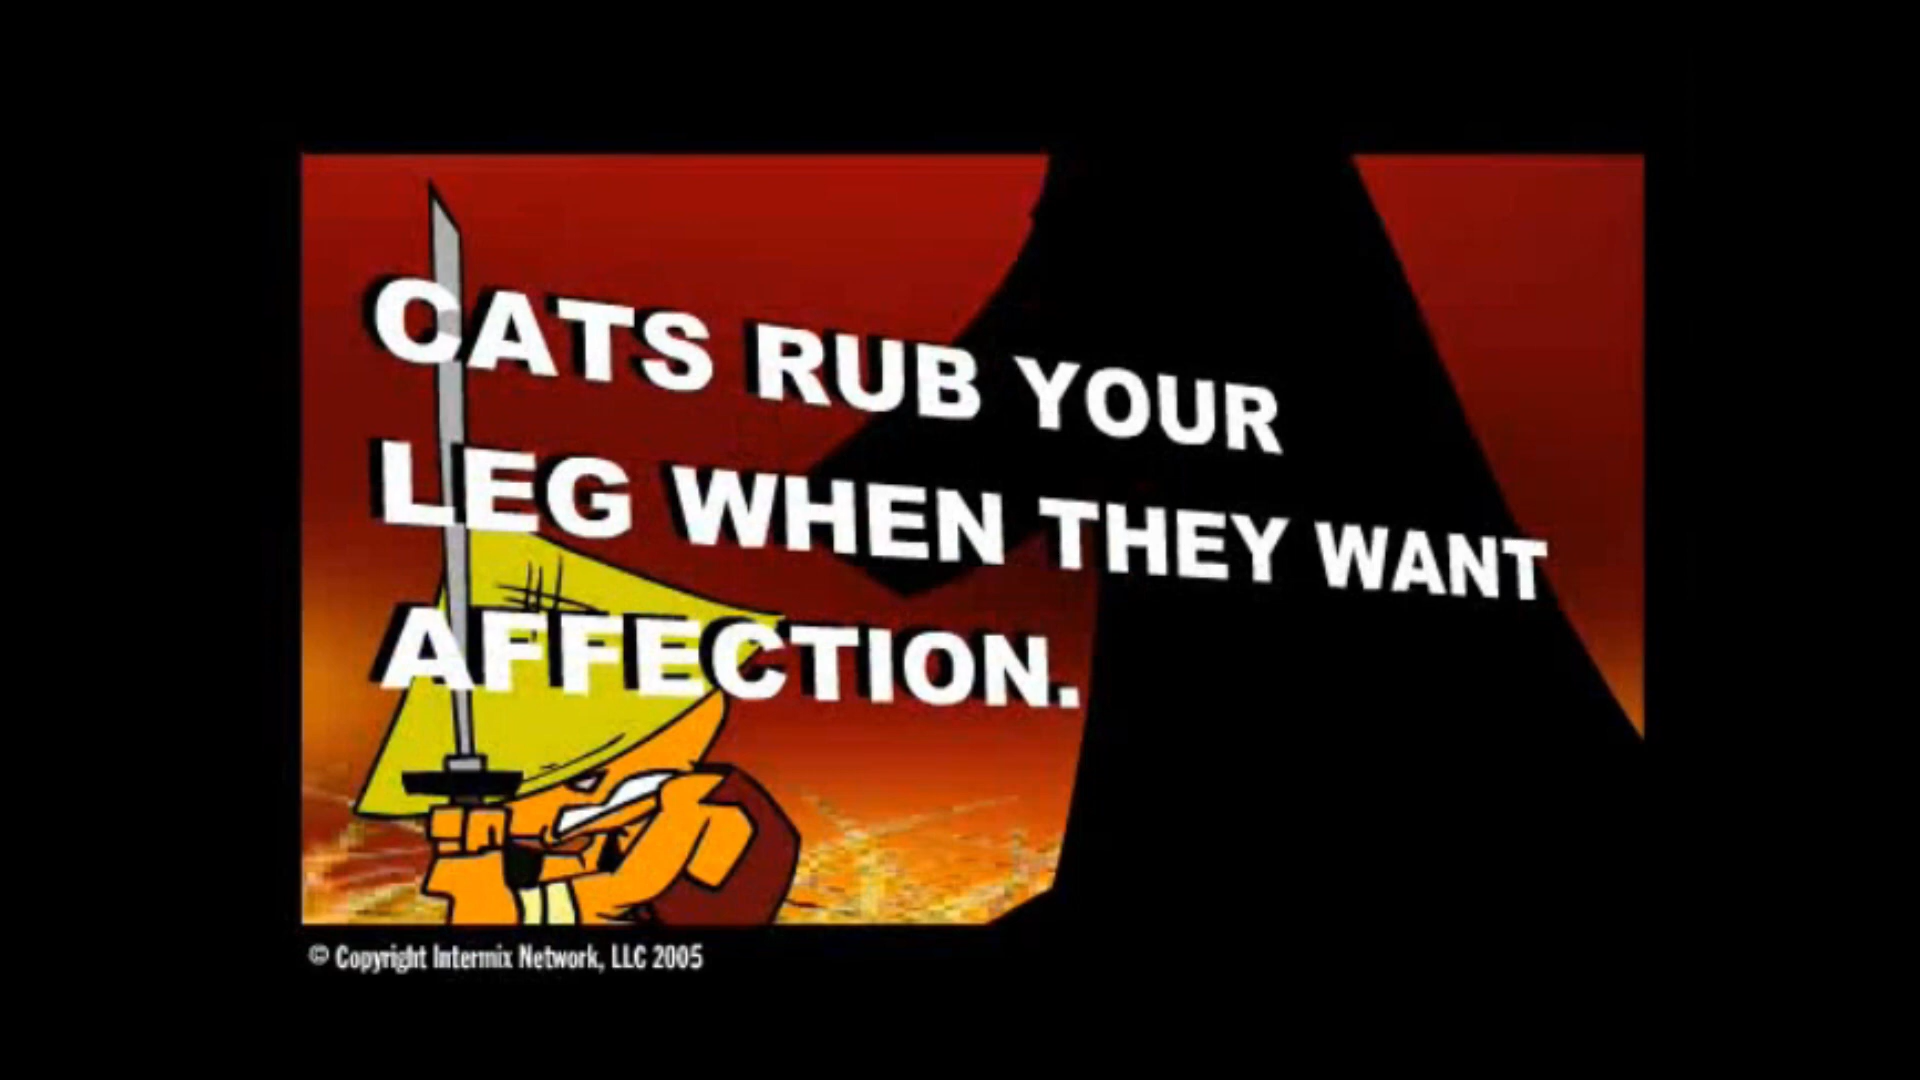 CATS RUB YOUR
LEG WHEN THEY WANT
AFFECTION.
© Copyright Intermix Network, LLC 2005